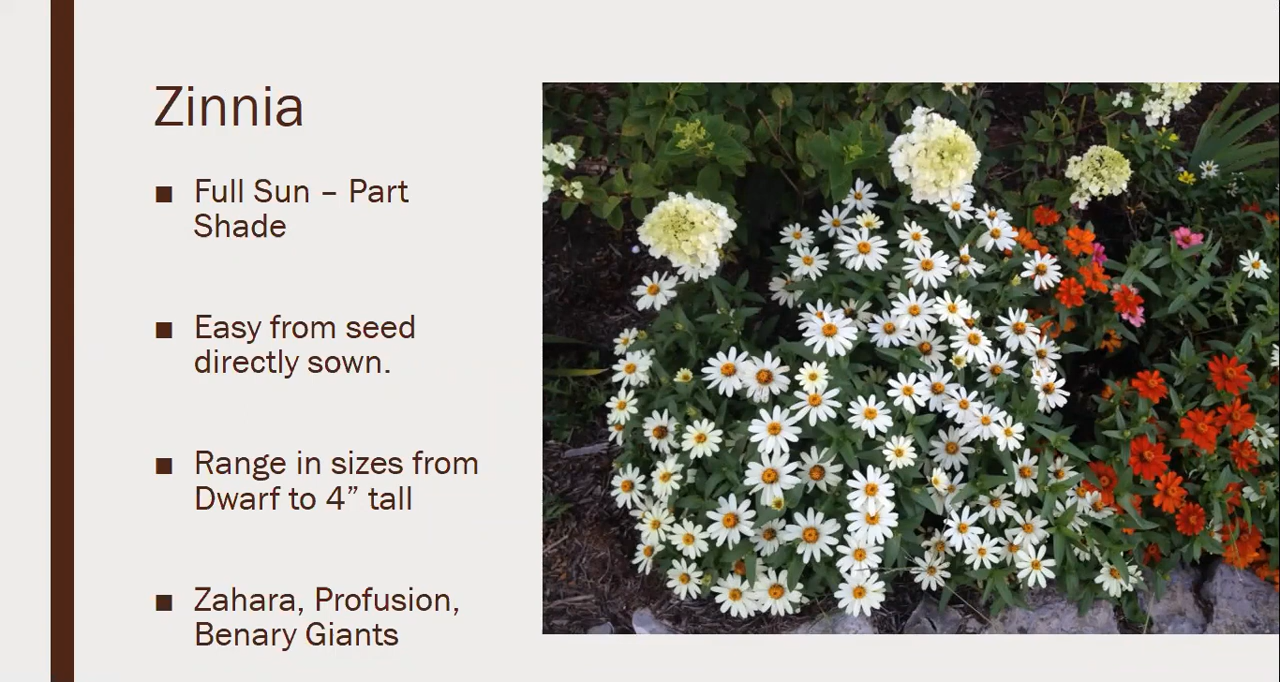 Zinnia
■ Full Sun – Part
Shade
■ Easy from seed
directly sown.
■ Range in sizes from
Dwarf to 4” tall
■ Zahara, Profusion,
Benary Giants